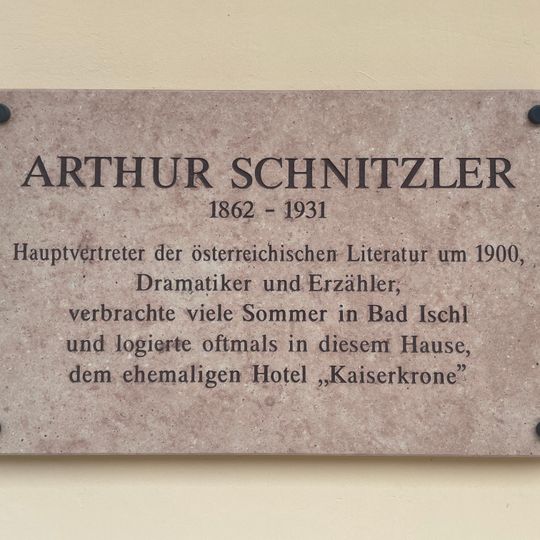 ARTHUR SCHNITZLER
1862 - 1931
Hauptvertreter der österreichischen Literatur um 1900,
Dramatiker und Erzähler,
verbrachte viele Sommer in Bad Ischl
und logierte oftmals in diesem Hause,
dem ehemaligen Hotel „Kaiserkrone”